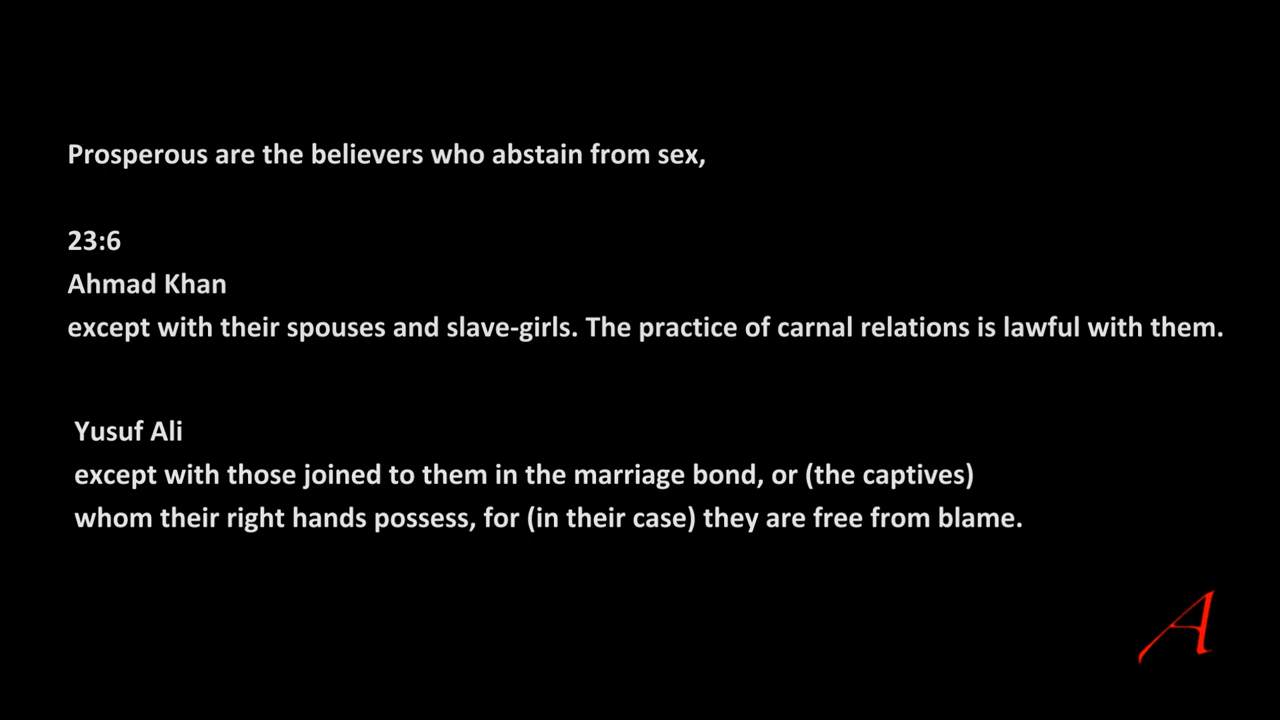 Prosperous are the believers who abstain from sex,
23:6
Ahmad Khan
except with their spouses and slave-girls. The practice of carnal relations is lawful with them.
Yusuf Ali
except with those joined to them in the marriage bond, or (the captives)
whom their right hands possess, for (in their case) they are free from blame.
A